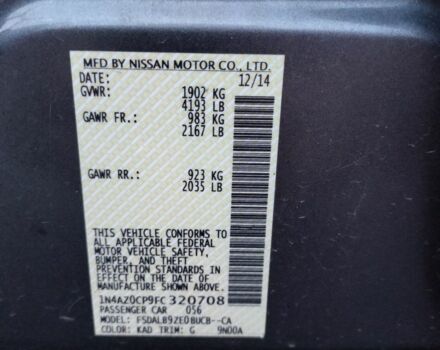 MFD BY NISSAN MOTOR CO., LTD.
DATE: 12/14
GVWR: 1902 KG
4193 LB
GAWR FR.: 983 KG
2167 LB
GAWR RR.: 923 KG
2035 LB
THIS VEHICLE CONFORMS TO
ALL APPLICABLE FEDERAL
MOTOR VEHICLE SAFETY,
BUMPER, AND THEFT
PREVENTION STANDARDS IN
EFFECT ON THE DATE OF
MANUFACTURE SHOWN ABOVE.
1N4AZ0CP9FC320708
PASSENGER CAR 056
MODEL: FSDALB9ZE0BUCB--CA
COLOR: KAD TRIM: G 9N00A